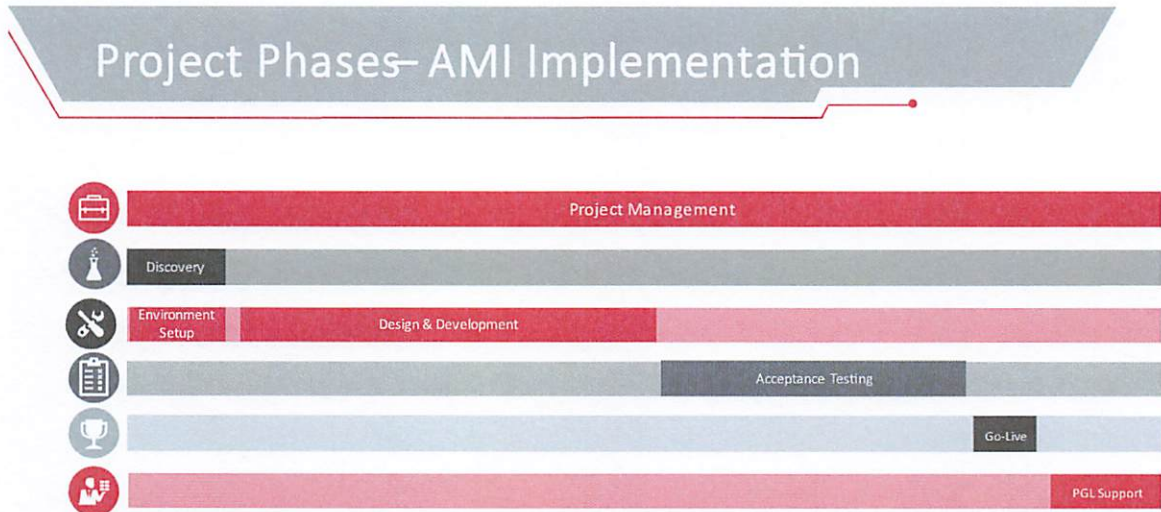 Project Phases– AMI Implementation
Project Management
Discovery
Environment
Setup
Design & Development
Acceptance Testing
Go-Live
PGL Support